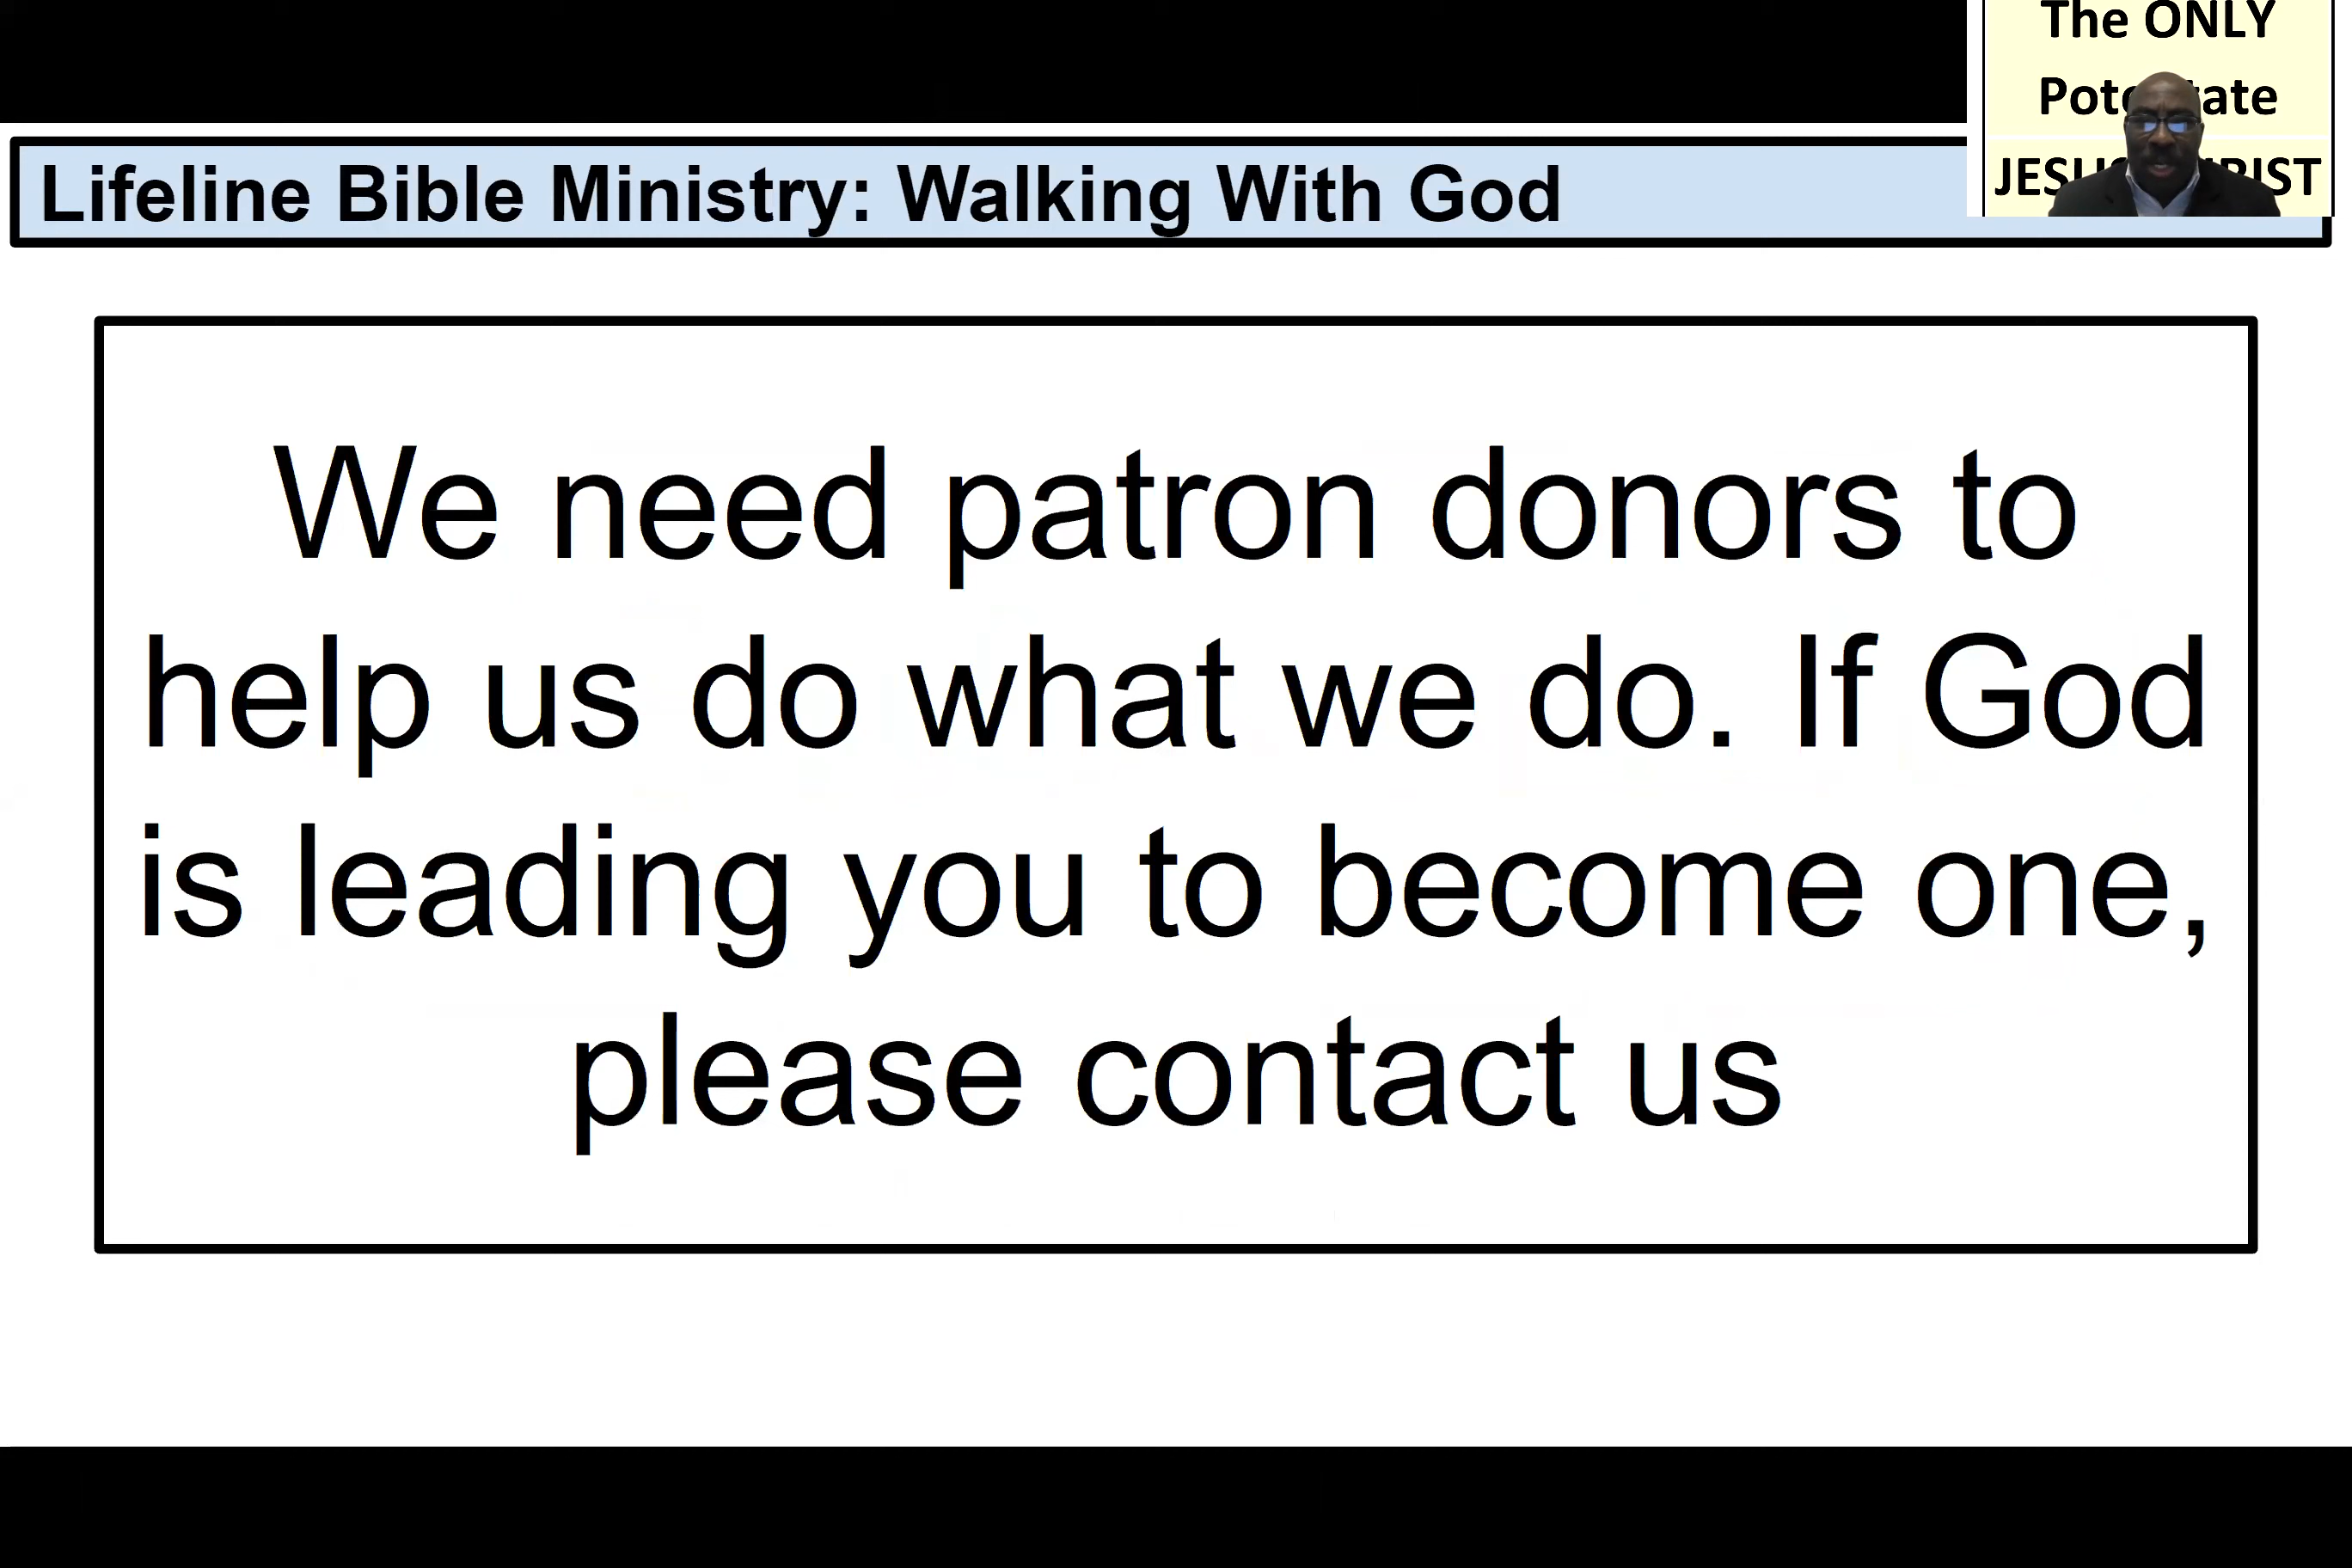 The ONLY
JESUS
Lifeline Bible Ministry: Walking With God
We need patron donors to
help us do what we do. If God
is leading you to become one,
please contact us